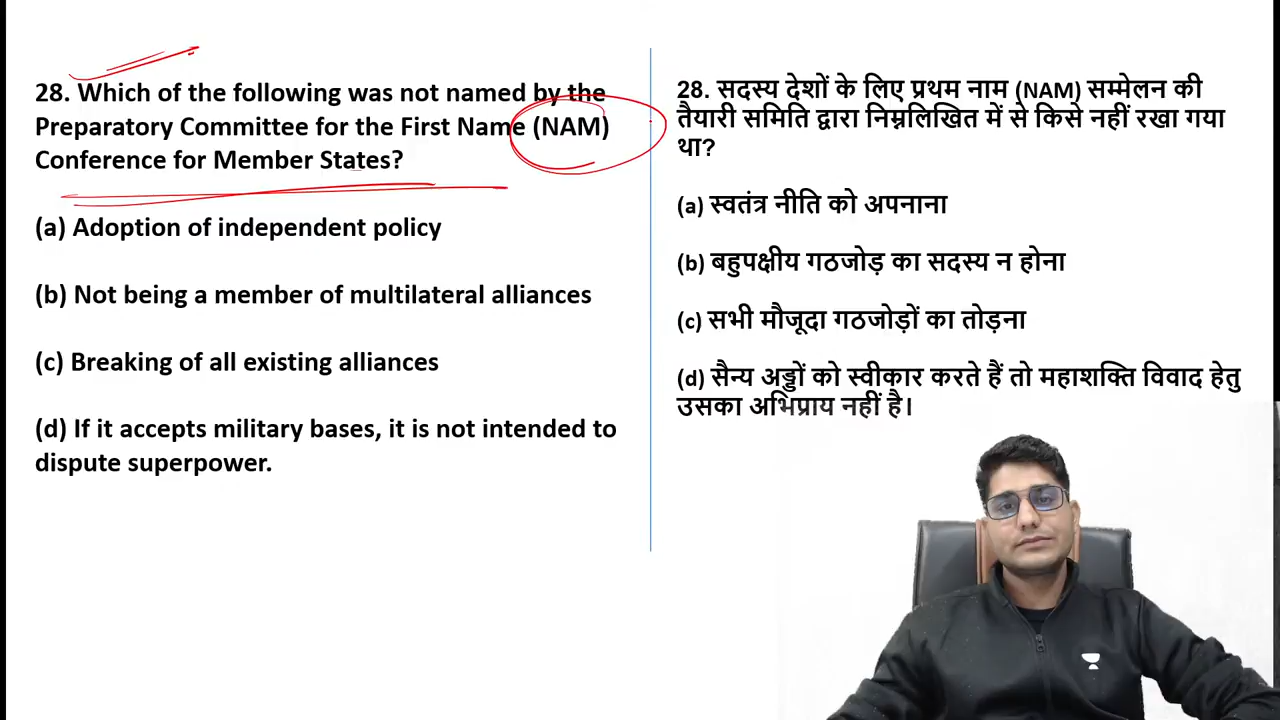 28. Which of the following was not named by the
Preparatory Committee for the First Name (NAM)
Conference for Member States?
(a) Adoption of independent policy
(b) Not being a member of multilateral alliances
(c) Breaking of all existing alliances
(d) If it accepts military bases, it is not intended to
dispute superpower.
28. सदस्य देशों के लिए प्रथम नाम (NAM) सम्मेलन की
तैयारी समिति द्वारा निम्नलिखित में से किसे नहीं रखा गया
था?
(a) स्वतंत्र नीति को अपनाना
(b) बहुपक्षीय गठजोड़ का सदस्य न होना
(c) सभी मौजूदा गठजोड़ों का तोड़ना
(d) सैन्य अड्डों को स्वीकार करते हैं तो महाशक्ति विवाद हेतु
उसका अभिप्राय नहीं है।